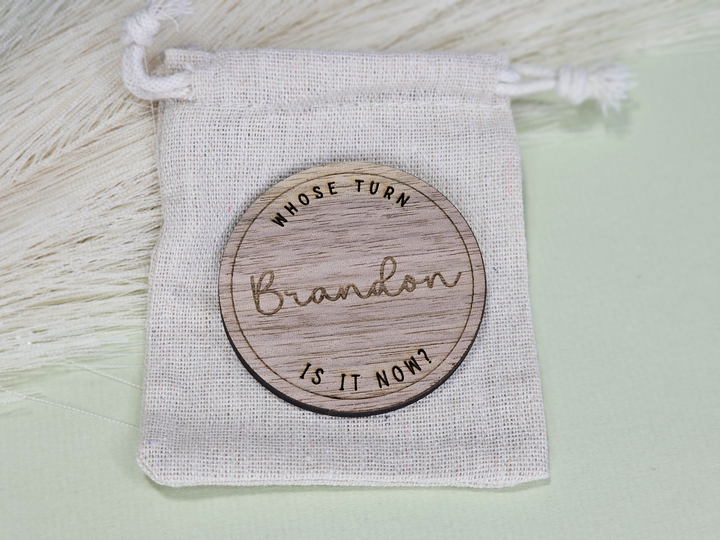 WHOSE TURN
Brandon
IS IT NOW?